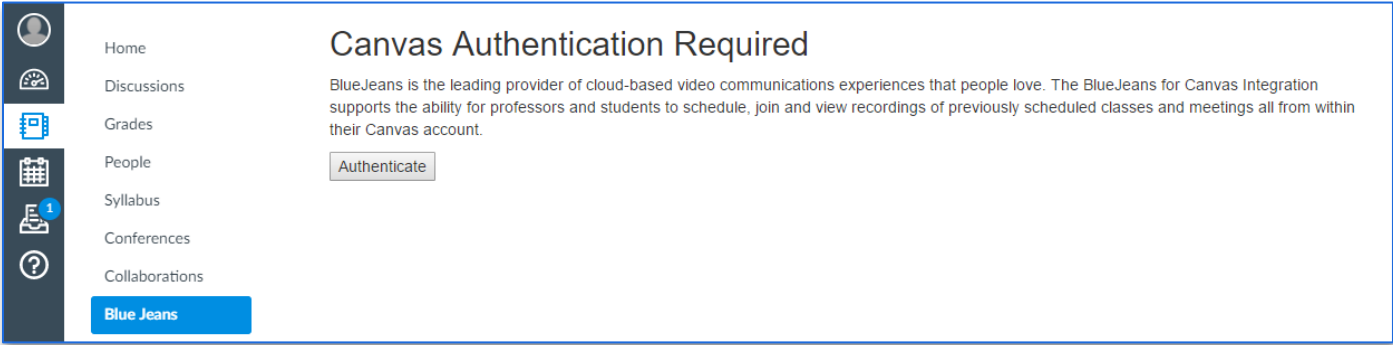 Home
Discussions
Grades
People
Syllabus
Conferences
Collaborations
Blue Jeans
1
Canvas Authentication Required
BlueJeans is the leading provider of cloud-based video communications experiences that people love. The BlueJeans for Canvas Integration
supports the ability for professors and students to schedule, join and view recordings of previously scheduled classes and meetings all from within
their Canvas account.
Authenticate